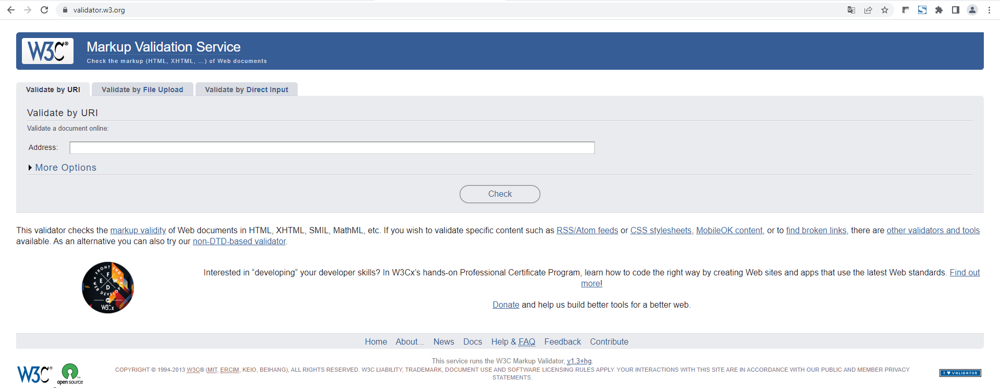 validator.w3.org
W3C®
Markup Validation Service
Check the markup (HTML, XHTML, …) of Web documents
Validate by URI
Validate by File Upload
Validate by Direct Input
Validate by URI
Validate a document online:
Address:
More Options
Check
This validator checks the markup validity of Web documents in HTML, XHTML, SMIL, MathML, etc. If you wish to validate specific content such as RSS/Atom feeds or CSS stylesheets, MobileOK content, or to find broken links, there are other validators and tools
available. As an alternative you can also try our non-DTD-based validator.
FRONT END
WEB DEVELOPER
F
E W
D
BY
W3Cx
Interested in “developing” your developer skills? In W3Cx’s hands-on Professional Certificate Program, learn how to code the right way by creating Web sites and apps that use the latest Web standards. Find out
more!
Donate and help us build better tools for a better web.
Home About... News Docs Help & FAQ Feedback Contribute
This service runs the W3C Markup Validator, v1.3+hg.
W3C®
open source
TM
COPYRIGHT © 1994-2013 W3C® (MIT, ERCIM, KEIO, BEIHANG), ALL RIGHTS RESERVED. W3C LIABILITY, TRADEMARK, DOCUMENT USE AND SOFTWARE LICENSING RULES APPLY. YOUR INTERACTIONS WITH THIS SITE ARE IN ACCORDANCE WITH OUR PUBLIC AND MEMBER PRIVACY
STATEMENTS.
I ♥ VALIDATOR